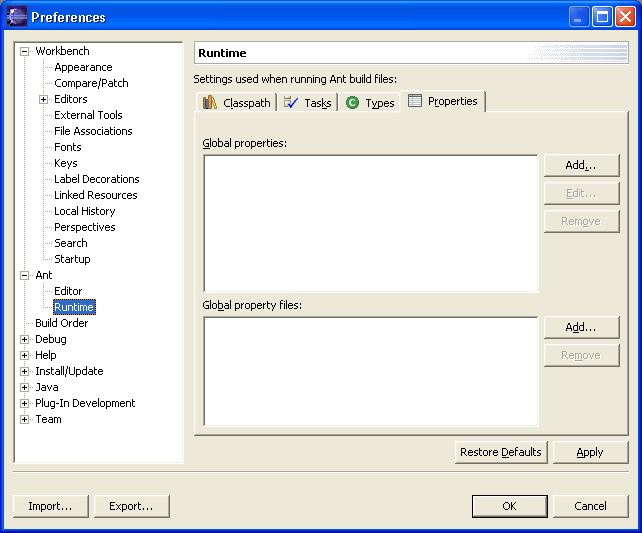 Preferences
Workbench
Appearance
Compare/Patch
Editors
External Tools
File Associations
Fonts
Keys
Label Decorations
Linked Resources
Local History
Perspectives
Search
Startup
Ant
Editor
Runtime
Build Order
Debug
Help
Install/Update
Java
Plug-In Development
Team
Runtime
Settings used when running Ant build files:
Classpath Tasks Types Properties
Global properties:
Add...
Edit...
Remove
Global property files:
Add...
Remove
Restore Defaults Apply
Import... Export... OK Cancel